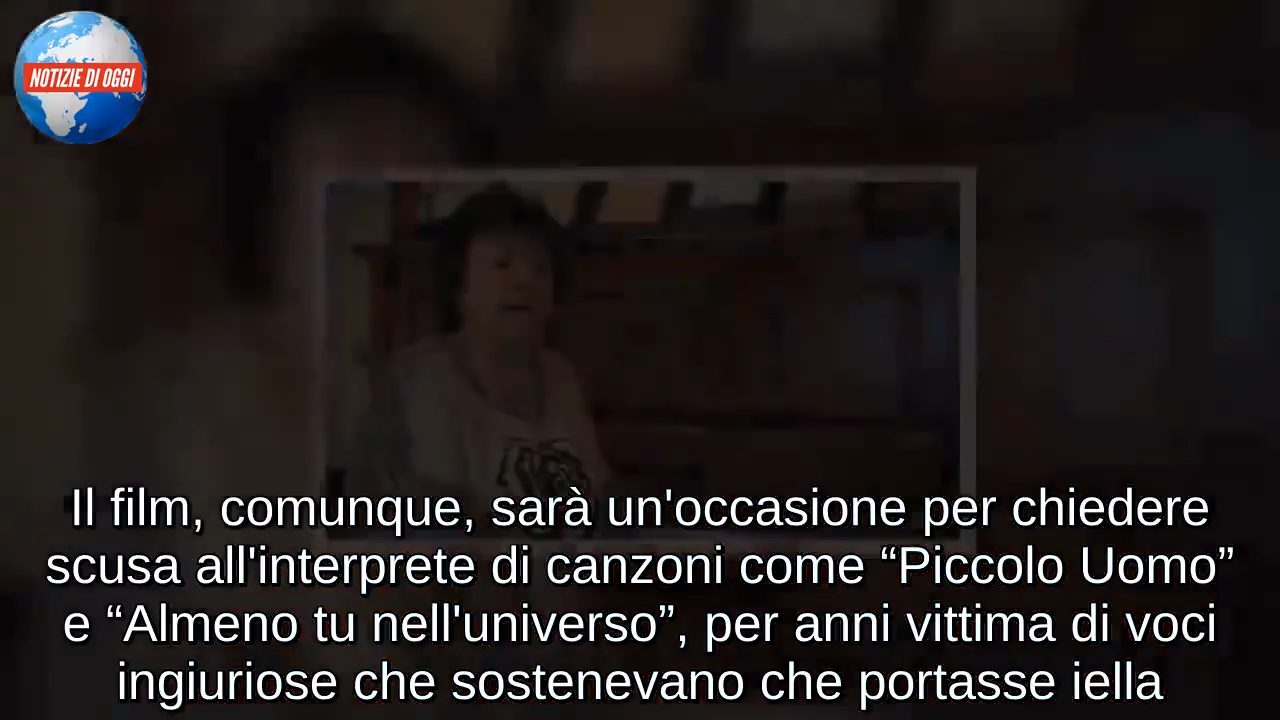 NOTIZIE DI OGGI
Il film, comunque, sarà un'occasione per chiedere
scusa all'interprete di canzoni come “Piccolo Uomo”
e “Almeno tu nell'universo”, per anni vittima di voci
ingiuriose che sostenevano che portasse iella